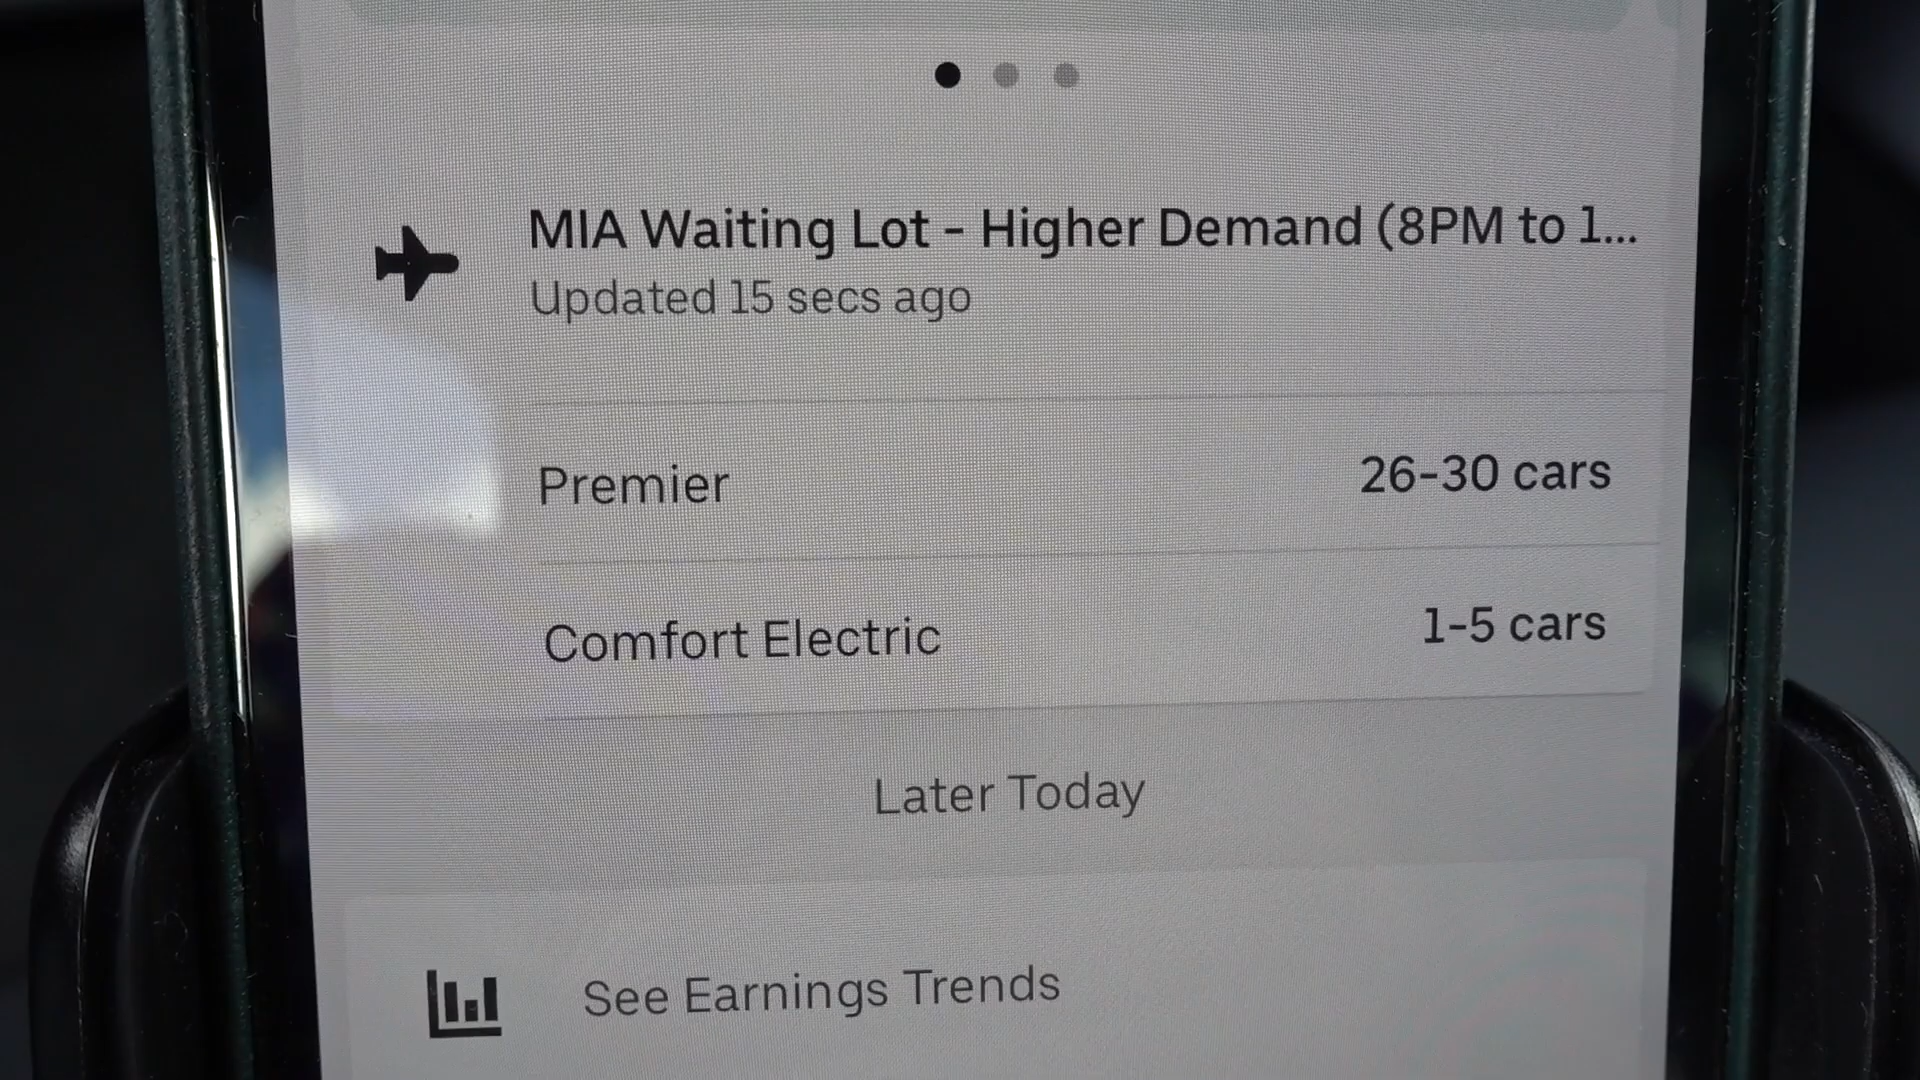 MIA Waiting Lot - Higher Demand (8PM to 1...
Updated 15 secs ago
Premier
26-30 cars
Comfort Electric
1-5 cars
Later Today
See Earnings Trends